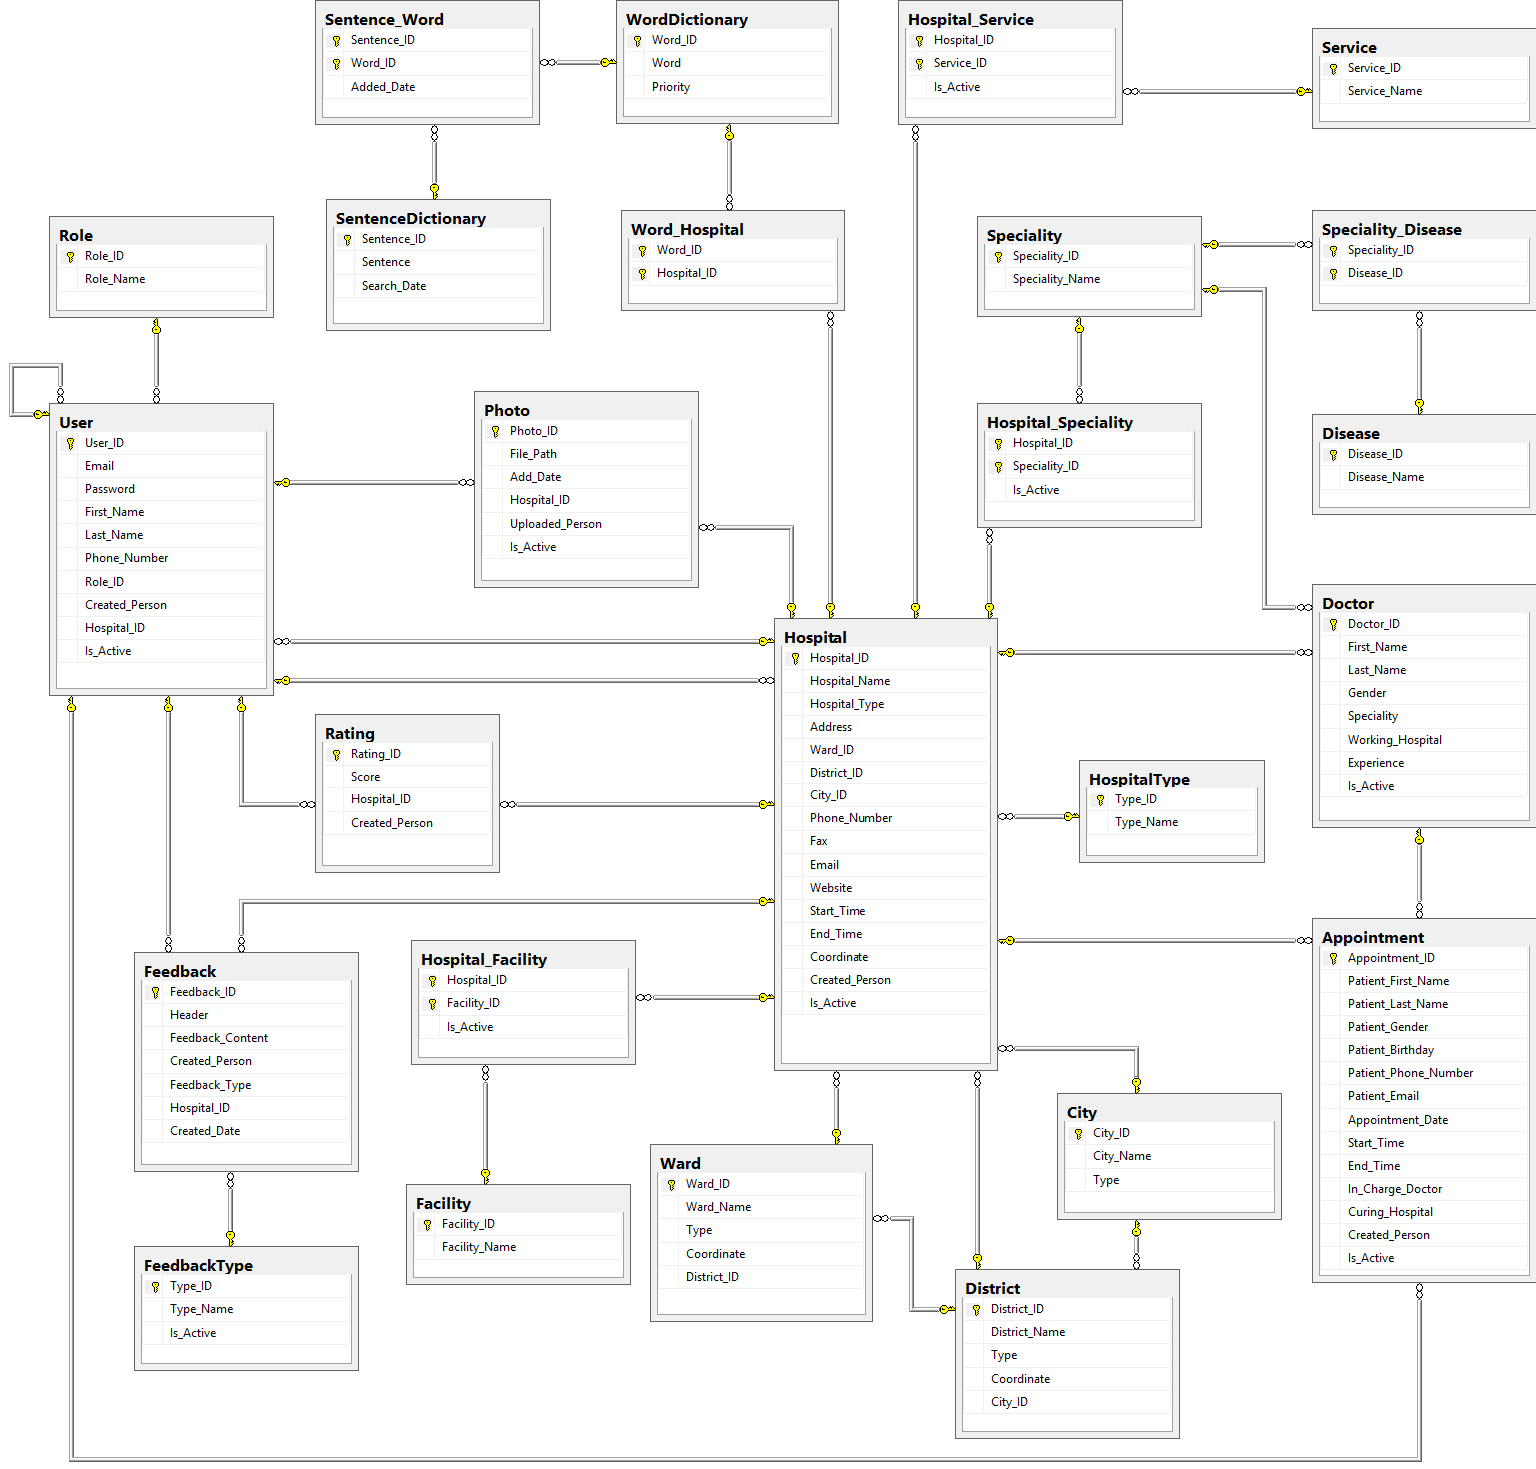 Sentence_Word
Sentence_ID
Word_ID
Added_Date
WordDictionary
Word_ID
Word
Priority
Hospital_Service
Hospital_ID
Service_ID
Is_Active
Service
Service_ID
Service_Name
Role
Role_ID
Role_Name
SentenceDictionary
Sentence_ID
Sentence
Search_Date
Word_Hospital
Word_ID
Hospital_ID
Speciality
Speciality_ID
Speciality_Name
Speciality_Disease
Speciality_ID
Disease_ID
User
User_ID
Email
Password
First_Name
Last_Name
Phone_Number
Role_ID
Created_Person
Hospital_ID
Is_Active
Photo
Photo_ID
File_Path
Add_Date
Hospital_ID
Uploaded_Person
Is_Active
Hospital_Speciality
Hospital_ID
Speciality_ID
Is_Active
Disease
Disease_ID
Disease_Name
Hospital
Hospital_ID
Hospital_Name
Hospital_Type
Address
Ward_ID
District_ID
City_ID
Phone_Number
Fax
Email
Website
Start_Time
End_Time
Coordinate
Created_Person
Is_Active
Doctor
Doctor_ID
First_Name
Last_Name
Gender
Speciality
Working_Hospital
Experience
Is_Active
Rating
Rating_ID
Score
Hospital_ID
Created_Person
HospitalType
Type_ID
Type_Name
Feedback
Feedback_ID
Header
Feedback_Content
Created_Person
Feedback_Type
Hospital_ID
Created_Date
Hospital_Facility
Hospital_ID
Facility_ID
Is_Active
Appointment
Appointment_ID
Patient_First_Name
Patient_Last_Name
Patient_Gender
Patient_Birthday
Patient_Phone_Number
Patient_Email
Appointment_Date
Start_Time
End_Time
In_Charge_Doctor
Curing_Hospital
Created_Person
Is_Active
City
City_ID
City_Name
Type
Ward
Ward_ID
Ward_Name
Type
Coordinate
District_ID
Facility
Facility_ID
Facility_Name
FeedbackType
Type_ID
Type_Name
Is_Active
District
District_ID
District_Name
Type
Coordinate
City_ID